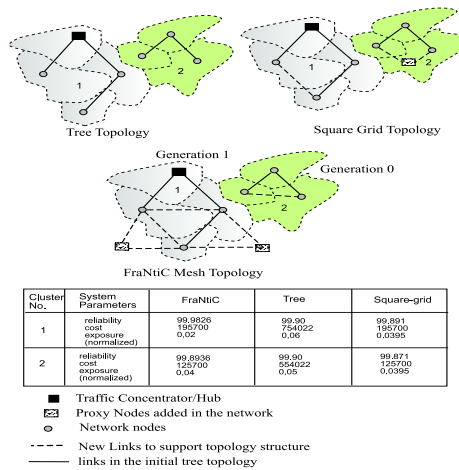 1
2
Tree Topology
1
2
Square Grid Topology
Generation 1
Generation 0
1
2
FraNtiC Mesh Topology
Cluster No. System Parameters FraNtiC Tree Square-grid
1 reliability 99,9826 99.90 99,891
cost 195700 754022 195700
exposure (normalized) 0,02 0,06 0.0395
2 reliability 99,8936 99.90 99.871
cost 125700 554022 125700
exposure (normalized) 0,04 0,05 0,0395
Traffic Concentrator/Hub
Proxy Nodes added in the network
Network nodes
New Links to support topology structure
links in the initial tree topology